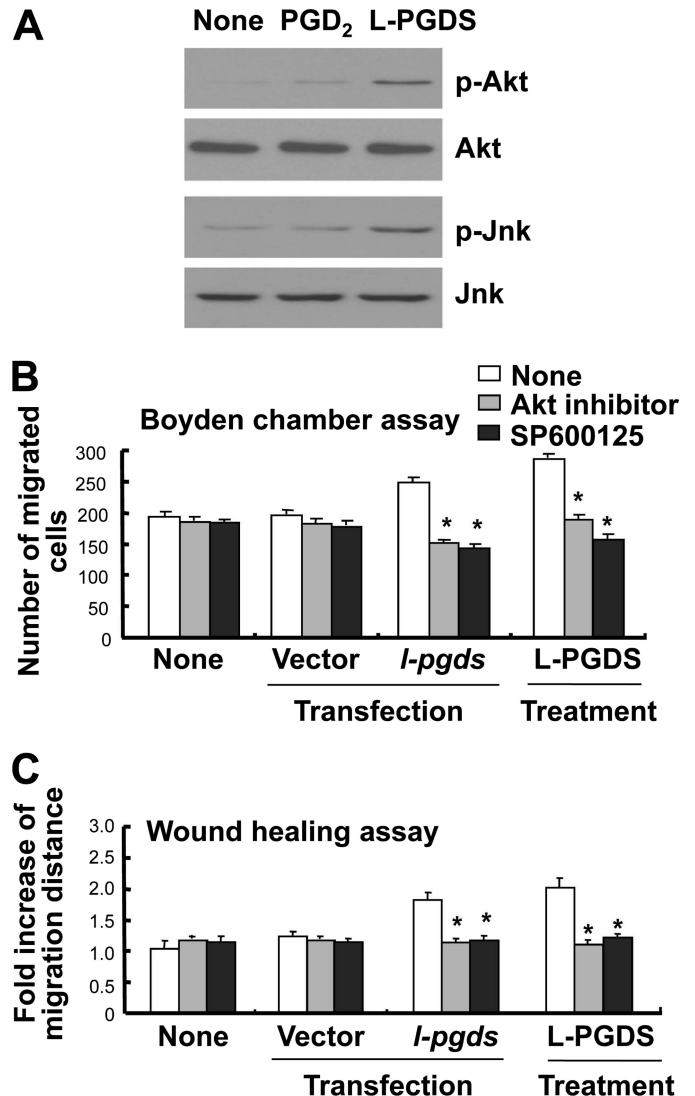 A
None PGD2 L-PGDS
p-Akt
Akt
p-Jnk
Jnk
B
None
Akt inhibitor
SP600125
Boyden chamber assay
Number of migrated
cells
300
250
200
150
100
50
0
* * * *
None Vector l-pgds L-PGDS
Transfection Treatment
C
Wound healing assay
Fold increase of
migration distance
3.0
2.5
2.0
1.5
1.0
0.5
0
* * * *
None Vector l-pgds L-PGDS
Transfection Treatment